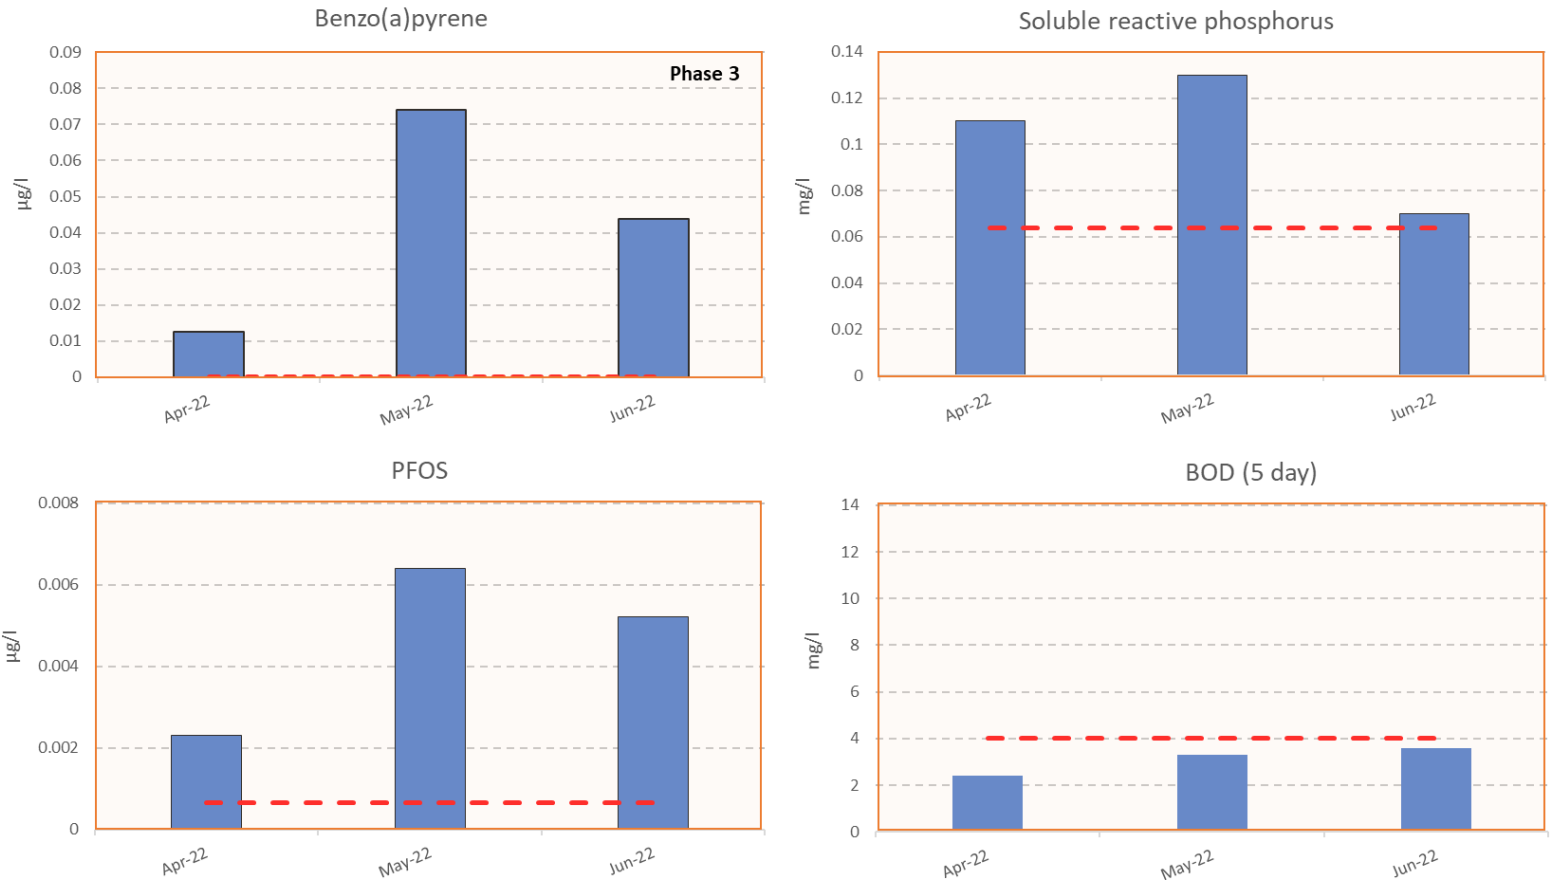 Benzo(a)pyrene
0.09
0.08
0.07
0.06
0.05
0.04
0.03
0.02
0.01
0
µg/l
Phase 3
Apr-22
May-22
Jun-22
Soluble reactive phosphorus
0.14
0.12
0.1
0.08
0.06
0.04
0.02
0
mg/l
Apr-22
May-22
Jun-22
PFOS
0.008
0.006
0.004
0.002
0
µg/l
Apr-22
May-22
Jun-22
BOD (5 day)
14
12
10
8
6
4
2
0
mg/l
Apr-22
May-22
Jun-22